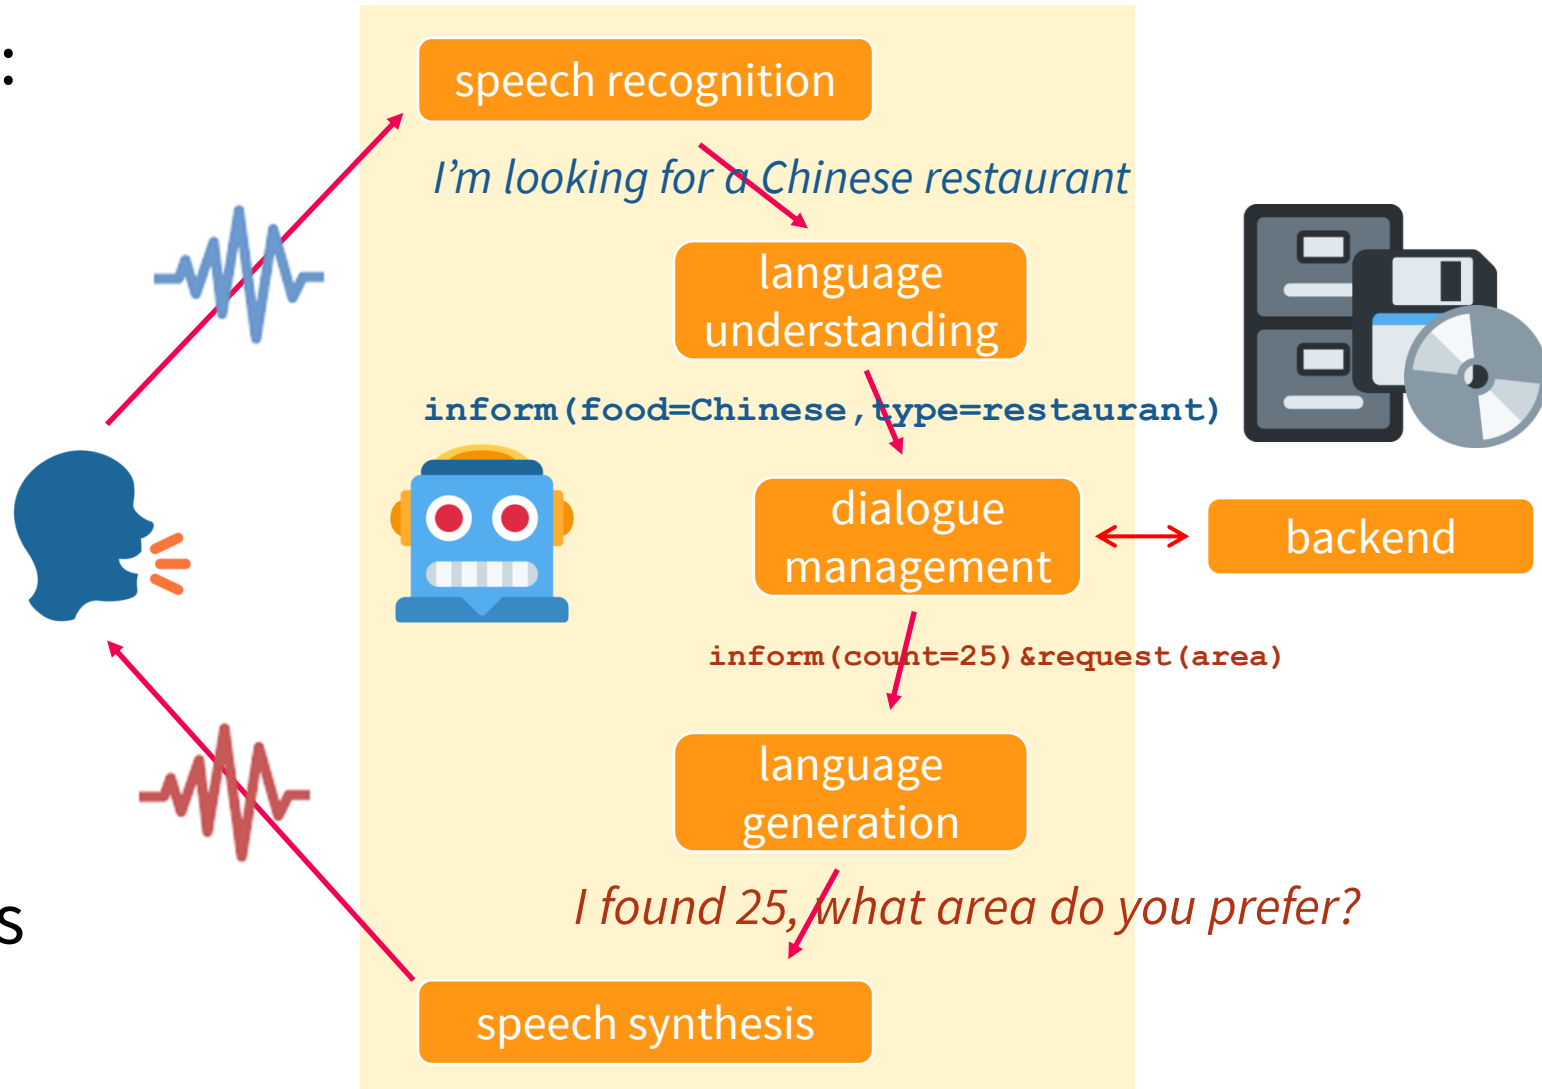 :
speech recognition
I'm looking for a Chinese restaurant
language
understanding
inform(food=Chinese,type=restaurant)
dialogue
management
backend
inform(count=25)&request(area)
language
generation
I found 25, what area do you prefer?
s
speech synthesis